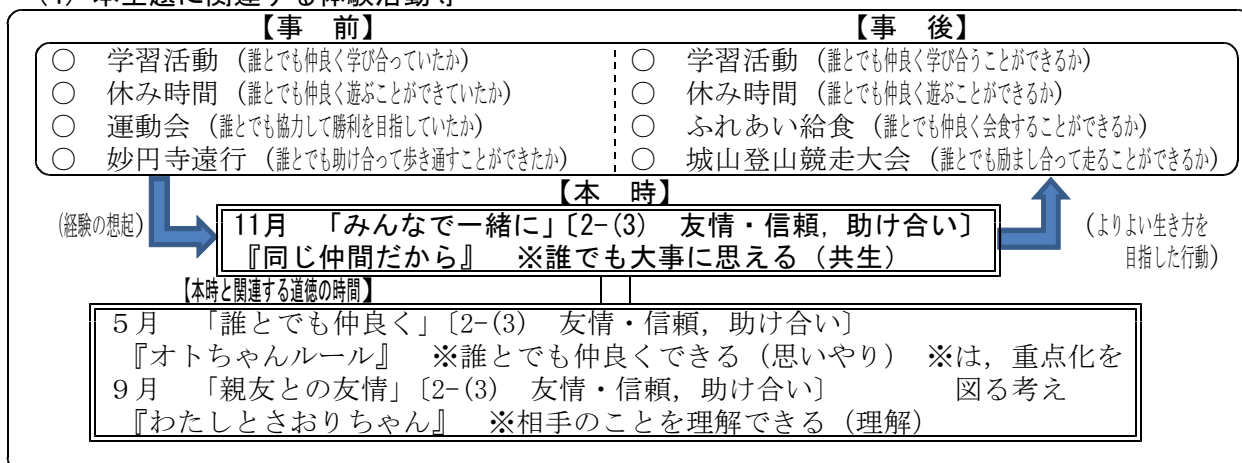 (4) 本主題に関連する体験活動等
【事　前】
○　学習活動（誰とでも仲良く学び合っていたか）
○　休み時間（誰とでも仲良く遊ぶことができていたか）
○　運動会（誰とでも協力して勝利を目指していたか）
○　妙円寺遠行（誰とでも助け合って歩き通すことができたか）
【事　後】
○　学習活動（誰とでも仲良く学び合うことができるか）
○　休み時間（誰とでも仲良く遊ぶことができるか）
○　ふれあい給食（誰とでも仲良く会食することができるか）
○　城山登山競走大会（誰とでも励まし合って走ることができるか）
【本　時】
（経験の想起）
11月　「みんなで一緒に」〔2-(3)　友情・信頼，助け合い〕
『同じ仲間だから』　※誰でも大事に思える（共生）
（よりよい生き方を
目指した行動）
【本時と関連する道徳の時間】
５月　「誰とでも仲良く」〔2-(3)　友情・信頼，助け合い〕
『オトちゃんルール』　※誰とでも仲良くできる（思いやり）　※は，重点化を
９月　「親友との友情」〔2-(3)　友情・信頼，助け合い〕　図る考え
『わたしとさおりちゃん』　※相手のことを理解できる（理解）